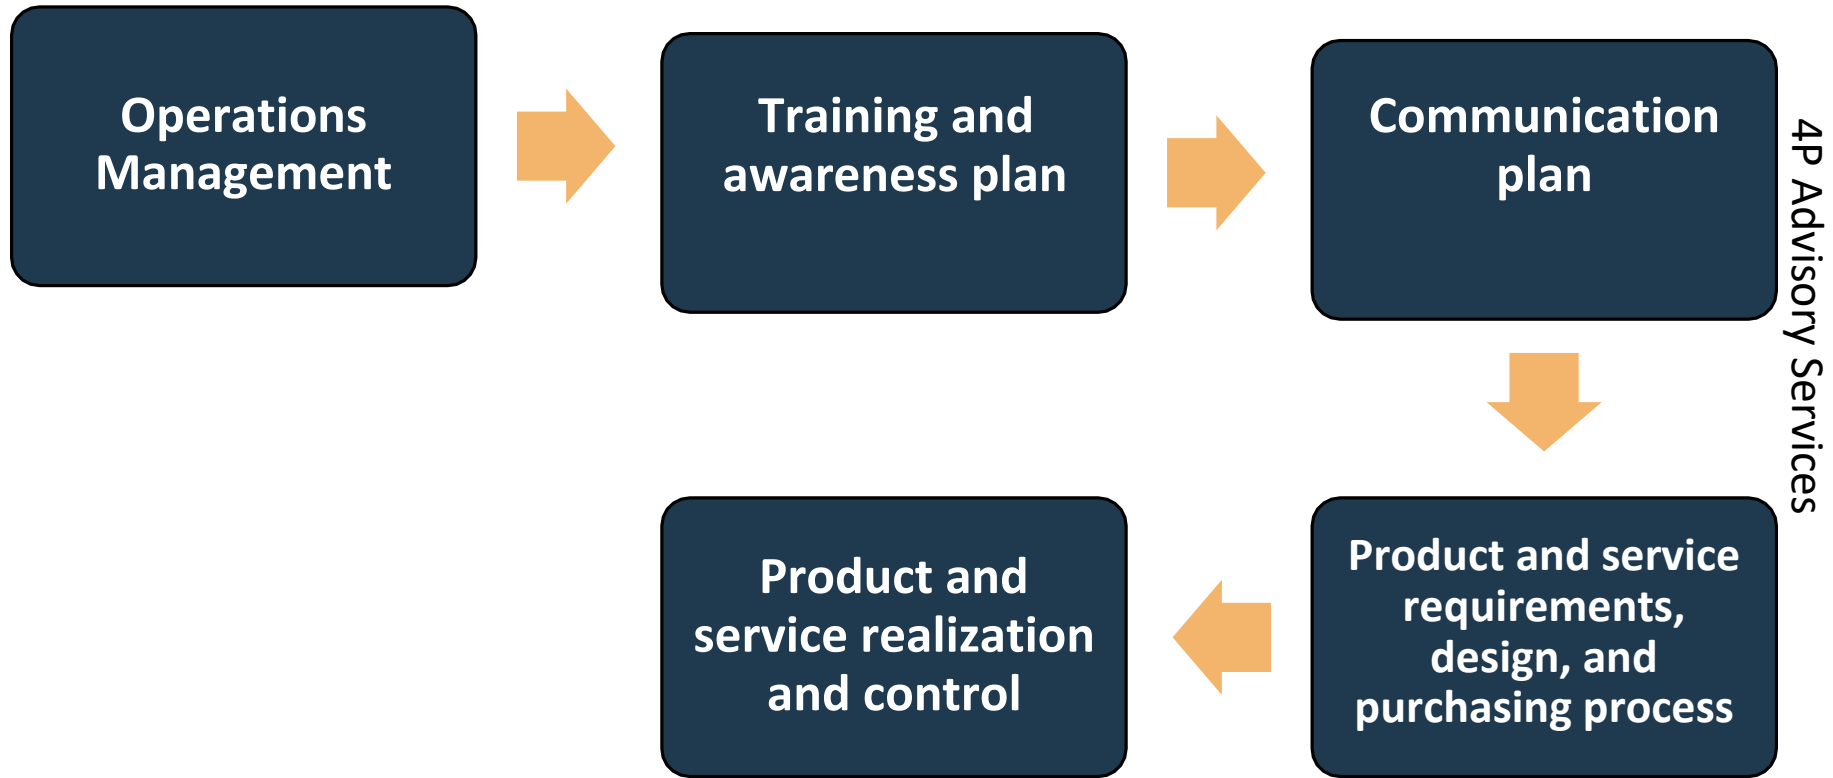 Operations
Management
Training and
awareness plan
Communication
plan
Product and service
requirements,
design, and
purchasing process
Product and
service realization
and control
4P Advisory Services